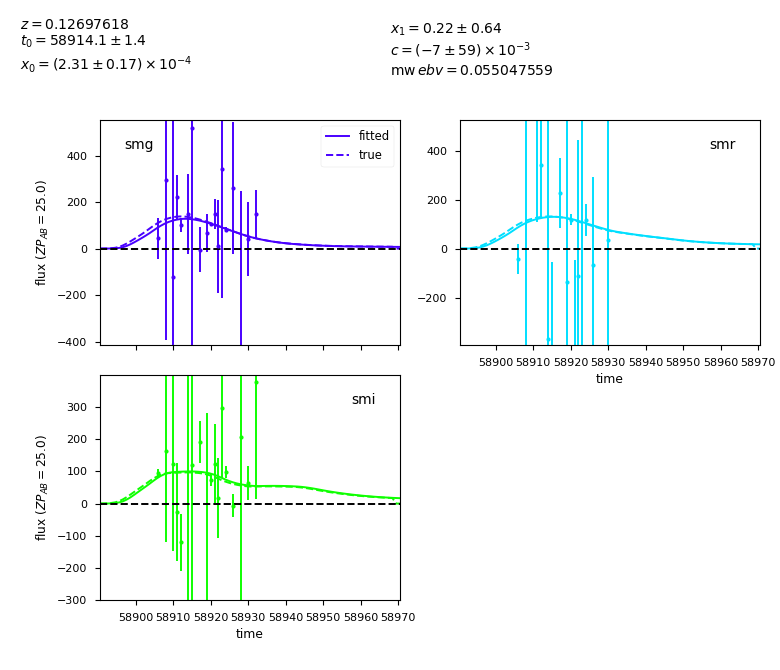 z = 0.12697618
t₀ = 58914.1 ± 1.4
x₀ = (2.31 ± 0.17) × 10⁻⁴
x₁ = 0.22 ± 0.64
c = (−7 ± 59) × 10⁻³
mw ebv = 0.055047559
smg
fitted
true
400
200
0
−200
−400
flux (ZP_AB = 25.0)
smr
400
200
0
−200
58900 58910 58920 58930 58940 58950 58960 58970
time
smi
300
200
100
0
−100
−200
−300
flux (ZP_AB = 25.0)
58900 58910 58920 58930 58940 58950 58960 58970
time